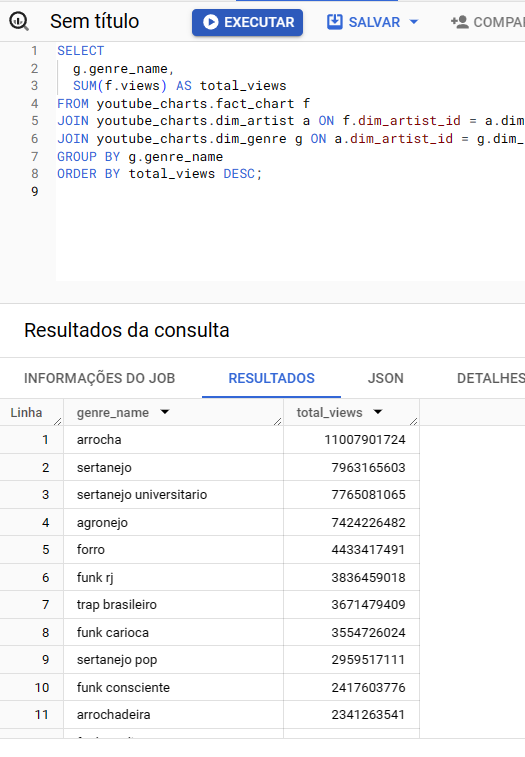 Sem título
EXECUTAR
SALVAR
COMPA
1 SELECT
2 g.genre_name,
3 SUM(f.views) AS total_views
4 FROM youtube_charts.fact_chart f
5 JOIN youtube_charts.dim_artist a ON f.dim_artist_id = a.dim
6 JOIN youtube_charts.dim_genre g ON a.dim_artist_id = g.dim_
7 GROUP BY g.genre_name
8 ORDER BY total_views DESC;
9
Resultados da consulta
INFORMAÇÕES DO JOB RESULTADOS JSON DETALHES
Linha genre_name total_views
1 arrocha 11007901724
2 sertanejo 7963165603
3 sertanejo universitario 7765081065
4 agronejo 7424226482
5 forro 4433417491
6 funk rj 3836459018
7 trap brasileiro 3671479409
8 funk carioca 3554726024
9 sertanejo pop 2959517111
10 funk consciente 2417603776
11 arrochadeira 2341263541